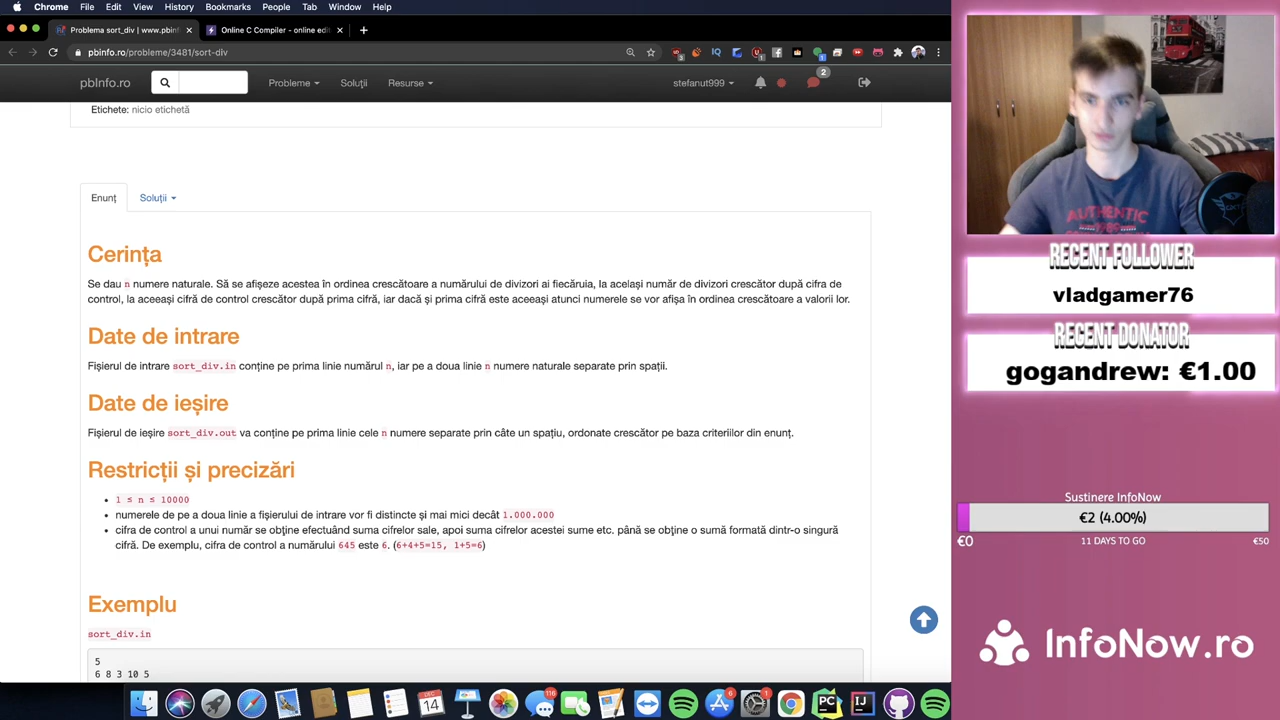 Chrome File Edit View History Bookmarks People Tab Window Help
Problema sort_div | www.pbinf
Online C Compiler - online edit
pbinfo.ro/probleme/3481/sort-div
pbInfo.ro
Probleme
Soluții
Resurse
stefanut999
2
Etichete: nicio etichetă
Enunț
Soluții
Cerința
Se dau n numere naturale. Să se afișeze acestea în ordinea crescătoare a numărului de divizori ai fiecăruia, la același număr de divizori crescător după cifra de
control, la aceeași cifră de control crescător după prima cifră, iar dacă și prima cifră este aceeași atunci numerele se vor afișa în ordinea crescătoare a valorii lor.
Date de intrare
Fișierul de intrare sort_div.in conține pe prima linie numărul n, iar pe a doua linie n numere naturale separate prin spații.
Date de ieșire
Fișierul de ieșire sort_div.out va conține pe prima linie cele n numere separate prin câte un spațiu, ordonate crescător pe baza criteriilor din enunț.
Restricții și precizări
1 ≤ n ≤ 10000
numerele de pe a doua linie a fișierului de intrare vor fi distincte și mai mici decât 1.000.000
cifra de control a unui număr se obține efectuând suma cifrelor sale, apoi suma cifrelor acestei sume etc. până se obține o sumă formată dintr-o singură
cifră. De exemplu, cifra de control a numărului 645 este 6. (6+4+5=15, 1+5=6)
Exemplu
sort_div.in
5
6 8 3 10 5
AUTHENTIC
RECENT FOLLOWER
vladgamer76
RECENT DONATOR
gogandrew: €1.00
Sustinere InfoNow
€2 (4.00%)
€0
11 DAYS TO GO
€50
InfoNow.ro
DEC
14
116
6
1
PC
IJ